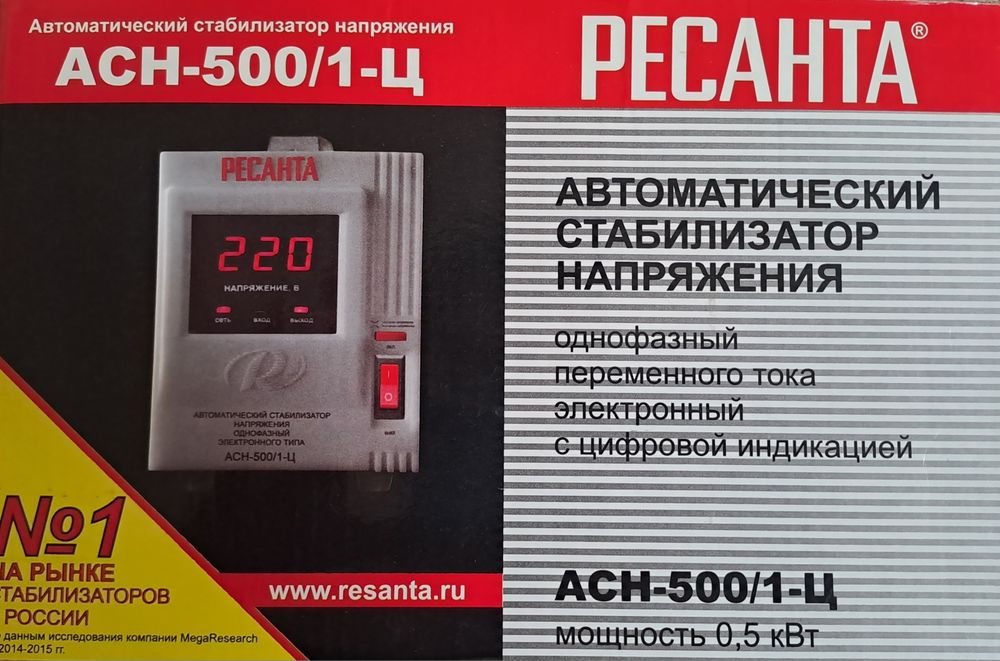 Автоматический стабилизатор напряжения
АСН-500/1-Ц
РЕСАНТА®
РЕСАНТА
220
НАПРЯЖЕНИЕ, В
СЕТЬ ВХОД ВЫХОД
ВКЛ.
I
O
ВЫКЛ.
АВТОМАТИЧЕСКИЙ СТАБИЛИЗАТОР
НАПРЯЖЕНИЯ
ОДНОФАЗНЫЙ
ЭЛЕКТРОННОГО ТИПА
АСН-500/1-Ц
АВТОМАТИЧЕСКИЙ
СТАБИЛИЗАТОР
НАПРЯЖЕНИЯ
однофазный
переменного тока
электронный
с цифровой индикацией
АСН-500/1-Ц
мощность 0,5 кВт
№1
НА РЫНКЕ
СТАБИЛИЗАТОРОВ
РОССИИ
данным исследования компании MegaResearch
2014-2015 гг.
www.resanta.ru